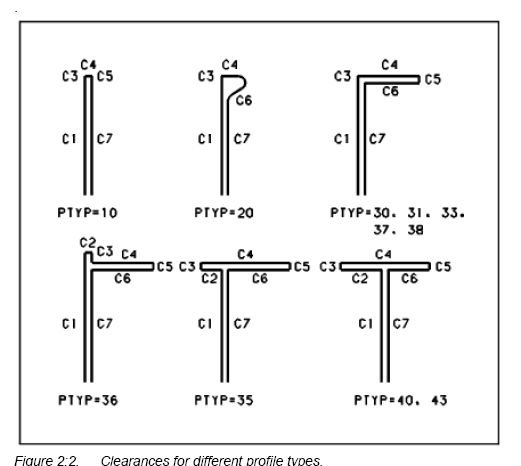 C4
C3 C5
C1 C7
PTYP=10
C4
C3
C6
C1 C7
PTYP=20
C4
C3 C5
C6
C1 C7
PTYP=30. 31. 33.
37. 38
C2
C3 C4
C5
C6
C1 C7
PTYP=36
C4
C3 C5
C2 C6
C1 C7
PTYP=35
C4
C3 C5
C2 C6
C1 C7
PTYP=40. 43
Figure 2:2. Clearances for different profile types.